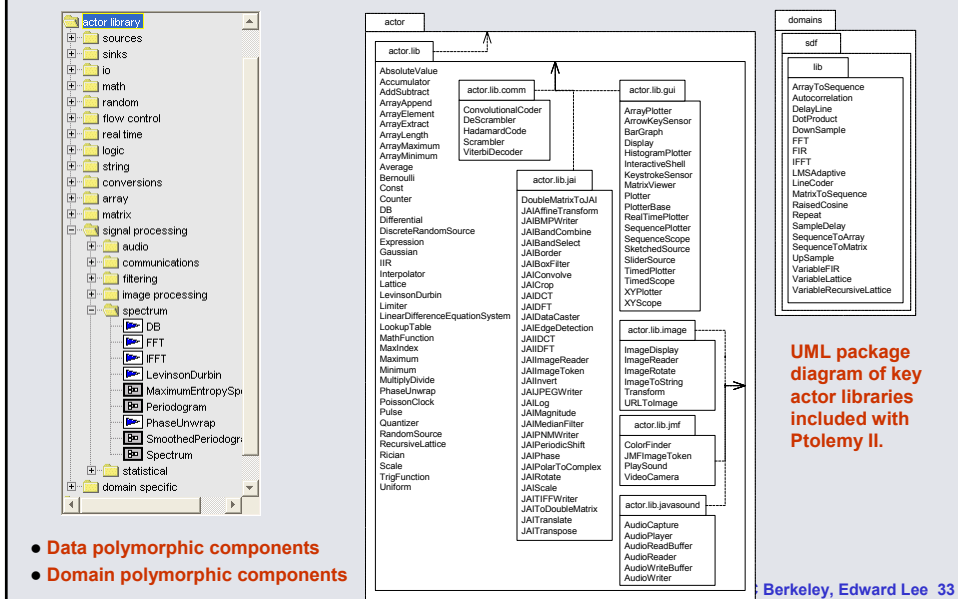 actor library
sources
sinks
io
math
random
flow control
real time
logic
string
conversions
array
matrix
signal processing
audio
communications
filtering
image processing
spectrum
DB
FFT
IFFT
LevinsonDurbin
MaximumEntropySp
Periodogram
PhaseUnwrap
SmoothedPeriodogr
Spectrum
statistical
domain specific
● Data polymorphic components
● Domain polymorphic components
actor
actor.lib
AbsoluteValue
Accumulator
AddSubtract
ArrayAppend
ArrayElement
ArrayExtract
ArrayLength
ArrayMaximum
ArrayMinimum
Average
Bernoulli
Const
Counter
DB
Differential
DiscreteRandomSource
Expression
Gaussian
IIR
Interpolator
Lattice
LevinsonDurbin
Limiter
LinearDifferenceEquationSystem
LookupTable
MathFunction
MaxIndex
Maximum
Minimum
MultiplyDivide
PhaseUnwrap
PoissonClock
Pulse
Quantizer
RandomSource
RecursiveLattice
Rician
Scale
TrigFunction
Uniform
actor.lib.comm
ConvolutionalCoder
DeScrambler
HadamardCode
Scrambler
ViterbiDecoder
actor.lib.jai
DoubleMatrixToJAI
JAIAffineTransform
JAIBMPWriter
JAIBandCombine
JAIBandSelect
JAIBorder
JAIBoxFilter
JAIConvolve
JAICrop
JAIDCT
JAIDFT
JAIDataCaster
JAIEdgeDetection
JAIIDCT
JAIIDFT
JAIImageReader
JAIImageToken
JAIInvert
JAIJPEGWriter
JAILog
JAIMagnitude
JAIMedianFilter
JAIPNMWriter
JAIPeriodicShift
JAIPhase
JAIPolarToComplex
JAIRotate
JAIScale
JAITIFFWriter
JAIToDoubleMatrix
JAITranslate
JAITranspose
actor.lib.gui
ArrayPlotter
ArrowKeySensor
BarGraph
Display
HistogramPlotter
InteractiveShell
KeystrokeSensor
MatrixViewer
Plotter
PlotterBase
RealTimePlotter
SequencePlotter
SequenceScope
SketchedSource
SliderSource
TimedPlotter
TimedScope
XYPlotter
XYScope
actor.lib.image
ImageDisplay
ImageReader
ImageRotate
ImageToString
Transform
URLToImage
actor.lib.jmf
ColorFinder
JMFImageToken
PlaySound
VideoCamera
actor.lib.javasound
AudioCapture
AudioPlayer
AudioReadBuffer
AudioReader
AudioWriteBuffer
AudioWriter
domains
sdf
lib
ArrayToSequence
Autocorrelation
DelayLine
DotProduct
DownSample
FFT
FIR
IFFT
LMSAdaptive
LineCoder
MatrixToSequence
RaisedCosine
Repeat
SampleDelay
SequenceToArray
SequenceToMatrix
UpSample
VariableFIR
VariableLattice
VariableRecursiveLattice
UML package
diagram of key
actor libraries
included with
Ptolemy II.
Berkeley, Edward Lee 33